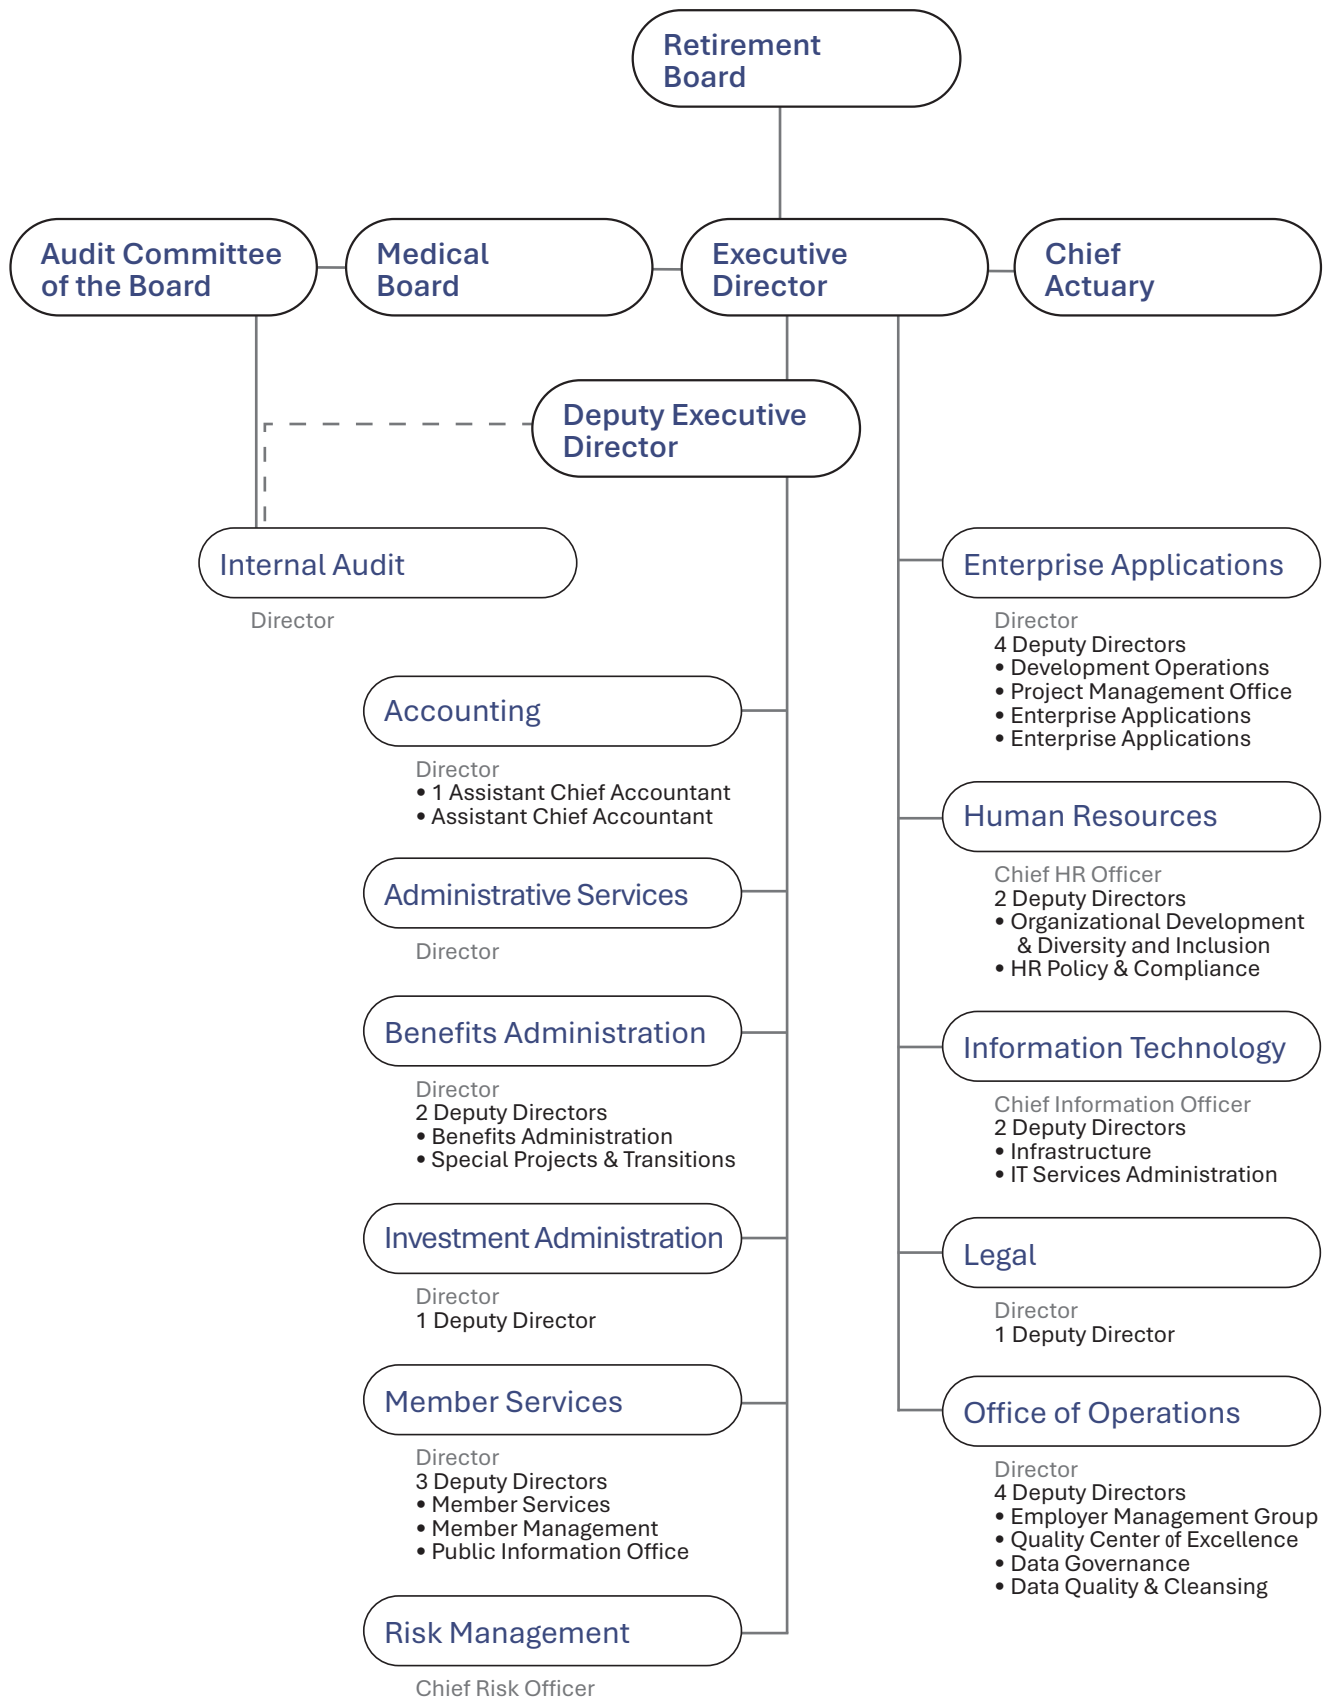 Retirement
Board
Audit Committee
of the Board
Medical
Board
Executive
Director
Chief
Actuary
Deputy Executive
Director
Internal Audit
Director
Accounting
Director
• 1 Assistant Chief Accountant
• Assistant Chief Accountant
Administrative Services
Director
Benefits Administration
Director
2 Deputy Directors
• Benefits Administration
• Special Projects & Transitions
Investment Administration
Director
1 Deputy Director
Member Services
Director
3 Deputy Directors
• Member Services
• Member Management
• Public Information Office
Risk Management
Chief Risk Officer
Enterprise Applications
Director
4 Deputy Directors
• Development Operations
• Project Management Office
• Enterprise Applications
• Enterprise Applications
Human Resources
Chief HR Officer
2 Deputy Directors
• Organizational Development
& Diversity and Inclusion
• HR Policy & Compliance
Information Technology
Chief Information Officer
2 Deputy Directors
• Infrastructure
• IT Services Administration
Legal
Director
1 Deputy Director
Office of Operations
Director
4 Deputy Directors
• Employer Management Group
• Quality Center of Excellence
• Data Governance
• Data Quality & Cleansing